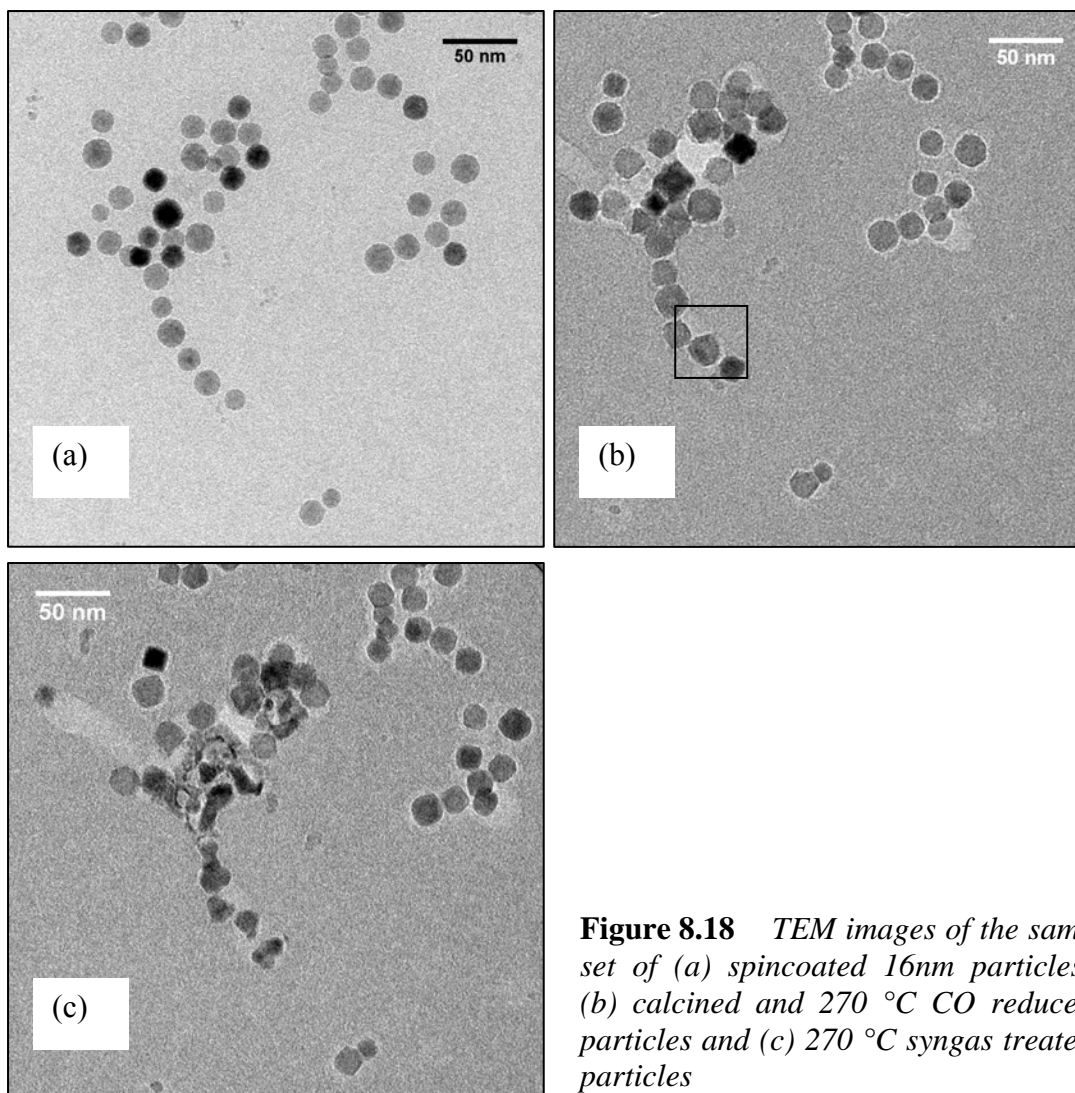 50 nm
50 nm
(a)
(b)
50 nm
(c)
Figure 8.18 TEM images of the sam
set of (a) spincoated 16nm particles
(b) calcined and 270 °C CO reduce
particles and (c) 270 °C syngas treate
particles